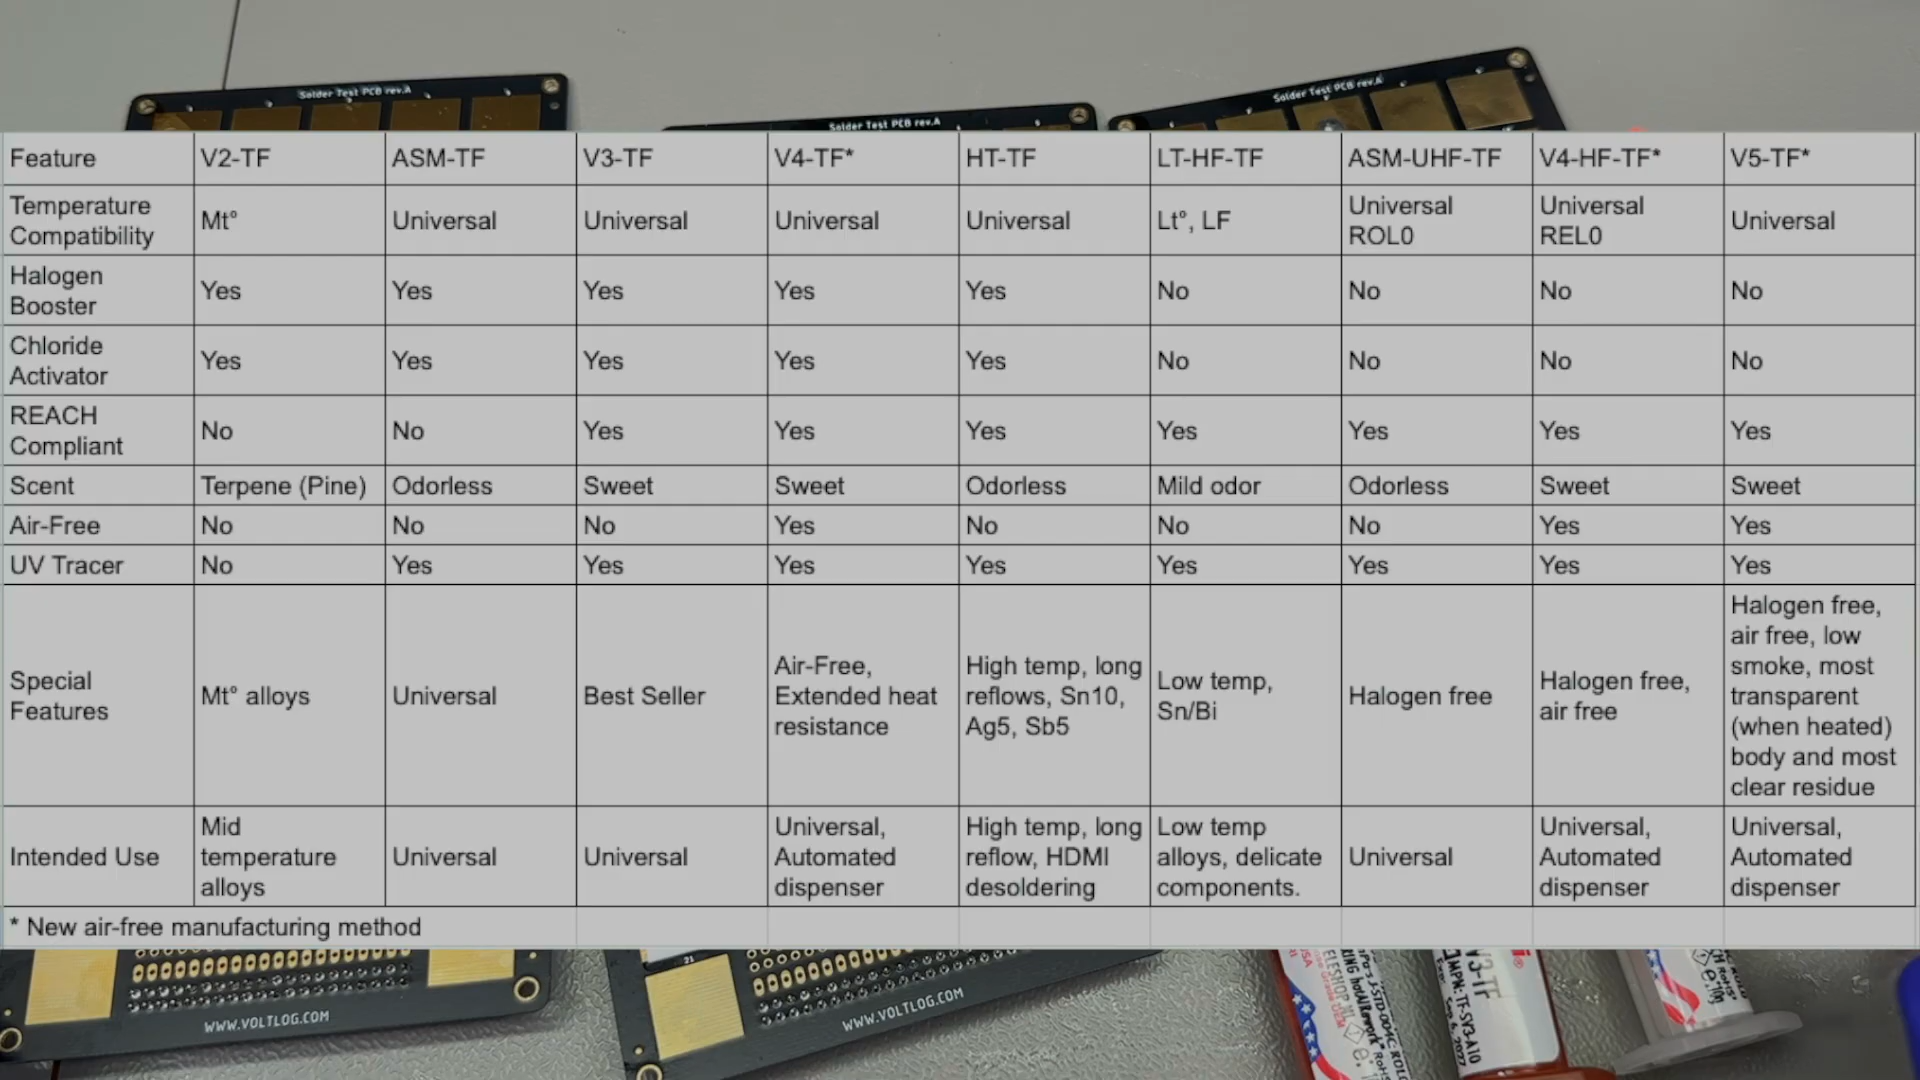 Solder Test PCB rev.A
Solder Test PCB rev.A
Solder Test PCB rev.A
Feature V2-TF ASM-TF V3-TF V4-TF* HT-TF LT-HF-TF ASM-UHF-TF V4-HF-TF* V5-TF*
Temperature Compatibility Mt° Universal Universal Universal Universal Lt°, LF Universal ROL0 Universal REL0 Universal
Halogen Booster Yes Yes Yes Yes Yes No No No No
Chloride Activator Yes Yes Yes Yes Yes No No No No
REACH Compliant No No Yes Yes Yes Yes Yes Yes Yes
Scent Terpene (Pine) Odorless Sweet Sweet Odorless Mild odor Odorless Sweet Sweet
Air-Free No No No Yes No No No Yes Yes
UV Tracer No Yes Yes Yes Yes Yes Yes Yes Yes
Special Features Mt° alloys Universal Best Seller Air-Free, Extended heat resistance High temp, long reflows, Sn10, Ag5, Sb5 Low temp, Sn/Bi Halogen free Halogen free, air free Halogen free, air free, low smoke, most transparent (when heated) body and most clear residue
Intended Use Mid temperature alloys Universal Universal Universal, Automated dispenser High temp, long reflow, HDMI desoldering Low temp alloys, delicate components. Universal Universal, Automated dispenser Universal, Automated dispenser
* New air-free manufacturing method
21
WWW.VOLTLOG.COM
WWW.VOLTLOG.COM
V3-TF
MPN: TF-SV3-A10